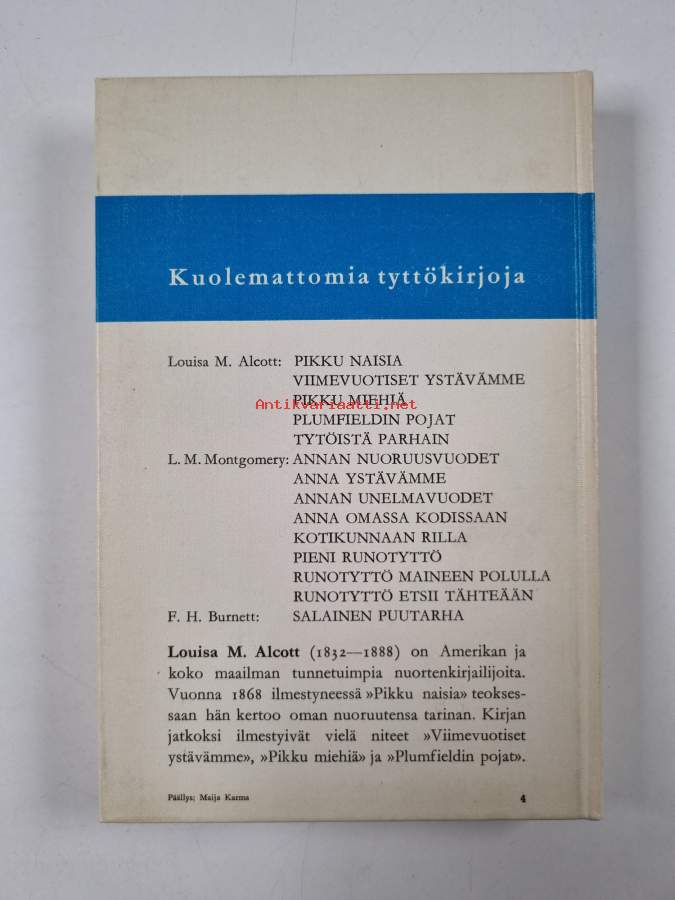 Kuolemattomia tyttökirjoja
Louisa M. Alcott: PIKKU NAISIA
VIIMEVUOTISET YSTÄVÄMME
PIKKU MIEHIÄ
Antikvariaatti.net
PLUMFIELDIN POJAT
TYTÖISTÄ PARHAIN
L. M. Montgomery: ANNAN NUORUUSVUODET
ANNA YSTÄVÄMME
ANNAN UNELMAVUODET
ANNA OMASSA KODISSAAN
KOTIKUNNAAN RILLA
PIENI RUNOTYTTÖ
RUNOTYTTÖ MAINEEN POLULLA
RUNOTYTTÖ ETSII TÄHTEÄÄN
F. H. Burnett: SALAINEN PUUTARHA
Louisa M. Alcott (1832—1888) on Amerikan ja
koko maailman tunnetuimpia nuortenkirjailijoita.
Vuonna 1868 ilmestyneessä »Pikku naisia» teokses-
saan hän kertoo oman nuoruutensa tarinan. Kirjan
jatkoksi ilmestyivät vielä niteet »Viimevuotiset
ystävämme», »Pikku miehiä» ja »Plumfieldin pojat».
Päällys: Maija Karma 4